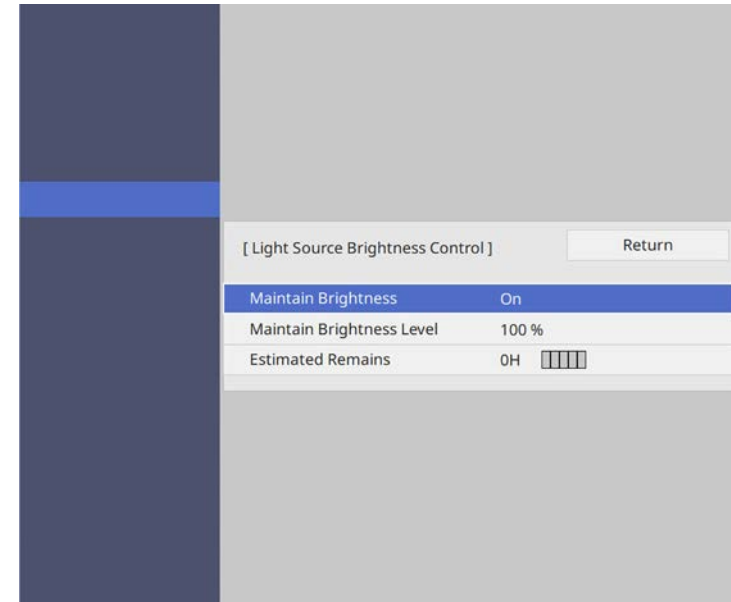 [ Light Source Brightness Control ] Return
Maintain Brightness On
Maintain Brightness Level 100 %
Estimated Remains 0H